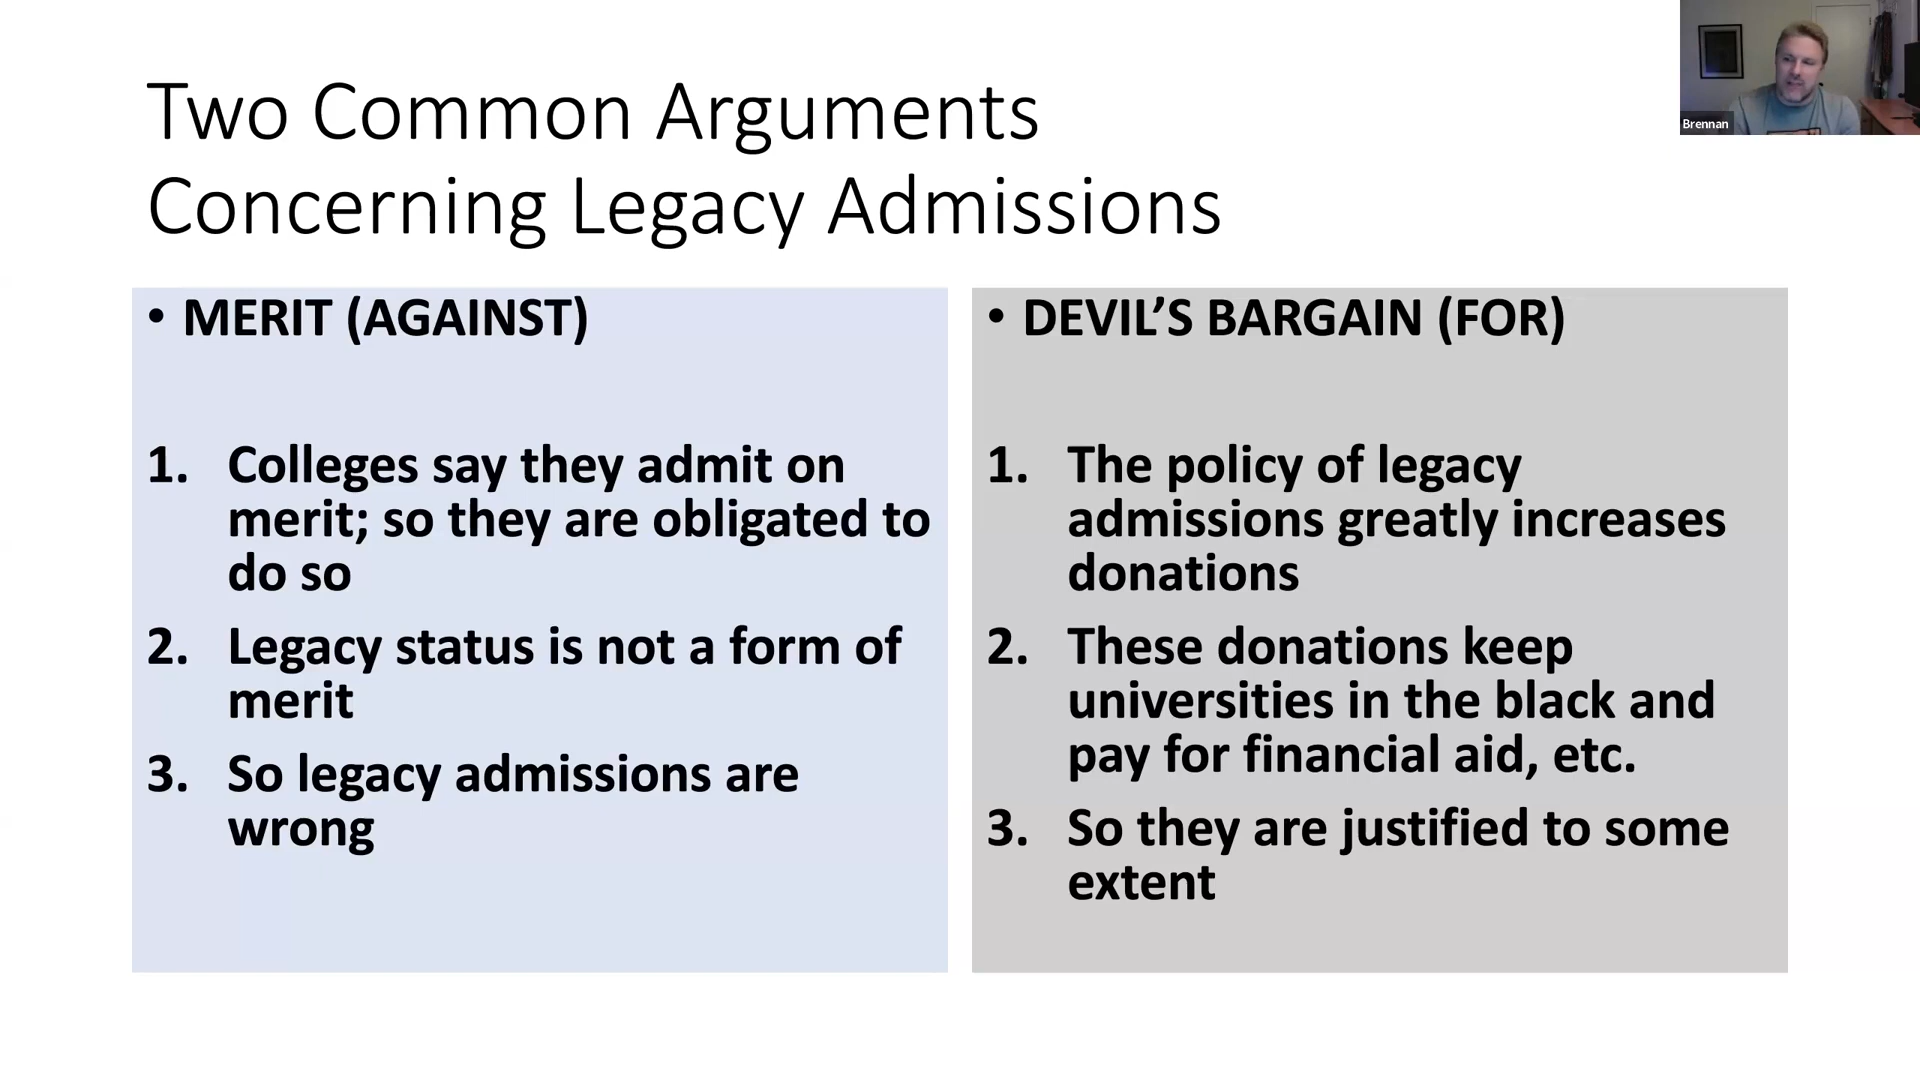 Two Common Arguments
Concerning Legacy Admissions
Brennan
• MERIT (AGAINST)
1. Colleges say they admit on
merit; so they are obligated to
do so
2. Legacy status is not a form of
merit
3. So legacy admissions are
wrong
• DEVIL’S BARGAIN (FOR)
1. The policy of legacy
admissions greatly increases
donations
2. These donations keep
universities in the black and
pay for financial aid, etc.
3. So they are justified to some
extent